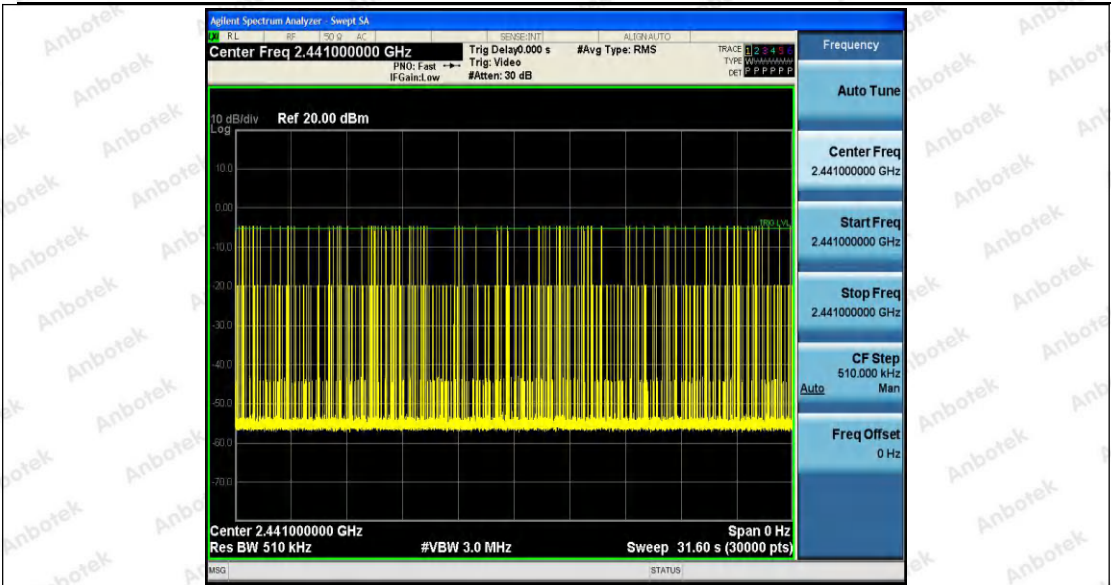 Agilent Spectrum Analyzer - Swept SA
LXI RL RF 50 Ω AC SENSE:INT ALIGN AUTO
Center Freq 2.441000000 GHz
PNO: Fast
IFGain:Low
Trig Delay0.000 s
Trig: Video
#Atten: 30 dB
#Avg Type: RMS
TRACE 1 2 3 4 5 6
TYPE
DET P P P P P P
10 dB/div Ref 20.00 dBm
Log
10.0
0.00
TRIG LVL
-10.0
-20.0
-30.0
-40.0
-50.0
-60.0
-70.0
Center 2.441000000 GHz Span 0 Hz
Res BW 510 kHz #VBW 3.0 MHz Sweep 31.60 s (30000 pts)
MSG STATUS
Frequency
Auto Tune
Center Freq
2.441000000 GHz
Start Freq
2.441000000 GHz
Stop Freq
2.441000000 GHz
CF Step
510.000 kHz
Auto Man
Freq Offset
0 Hz
Anbotek